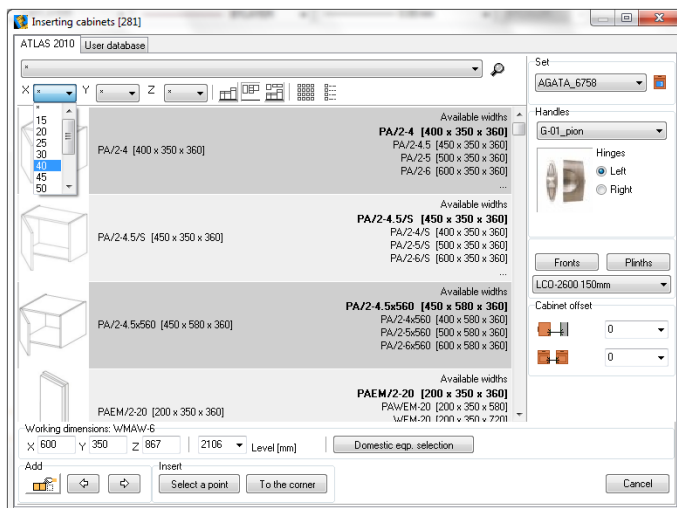 Inserting cabinets [281]
ATLAS 2010 User database
*
X * Y * Z *
*
15
20
25
30
40
45
50
PA/2-4 [400 x 350 x 360]
Available widths
PA/2-4 [400 x 350 x 360]
PA/2-4.5 [450 x 350 x 360]
PA/2-5 [500 x 350 x 360]
PA/2-6 [600 x 350 x 360]
...
PA/2-4.5/S [450 x 350 x 360]
Available widths
PA/2-4.5/S [450 x 350 x 360]
PA/2-4/S [400 x 350 x 360]
PA/2-5/S [500 x 350 x 360]
PA/2-6/S [600 x 350 x 360]
...
PA/2-4.5x560 [450 x 580 x 360]
Available widths
PA/2-4.5x560 [450 x 580 x 360]
PA/2-4x560 [400 x 580 x 360]
PA/2-5x560 [500 x 580 x 360]
PA/2-6x560 [600 x 580 x 360]
PAEM/2-20 [200 x 350 x 360]
Available widths
PAEM/2-20 [200 x 350 x 360]
PAWEM-20 [200 x 350 x 580]
WEM-20 [200 x 350 x 720]
Set
AGATA_6758
Handles
G-01_pion
Hinges
Left
Right
Fronts Plinths
LCO-2600 150mm
Cabinet offset
0
0
Working dimensions: WMAW-6
X 600 Y 350 Z 867 2106 Level [mm] Domestic eqp. selection
Add Insert
Select a point To the corner Cancel